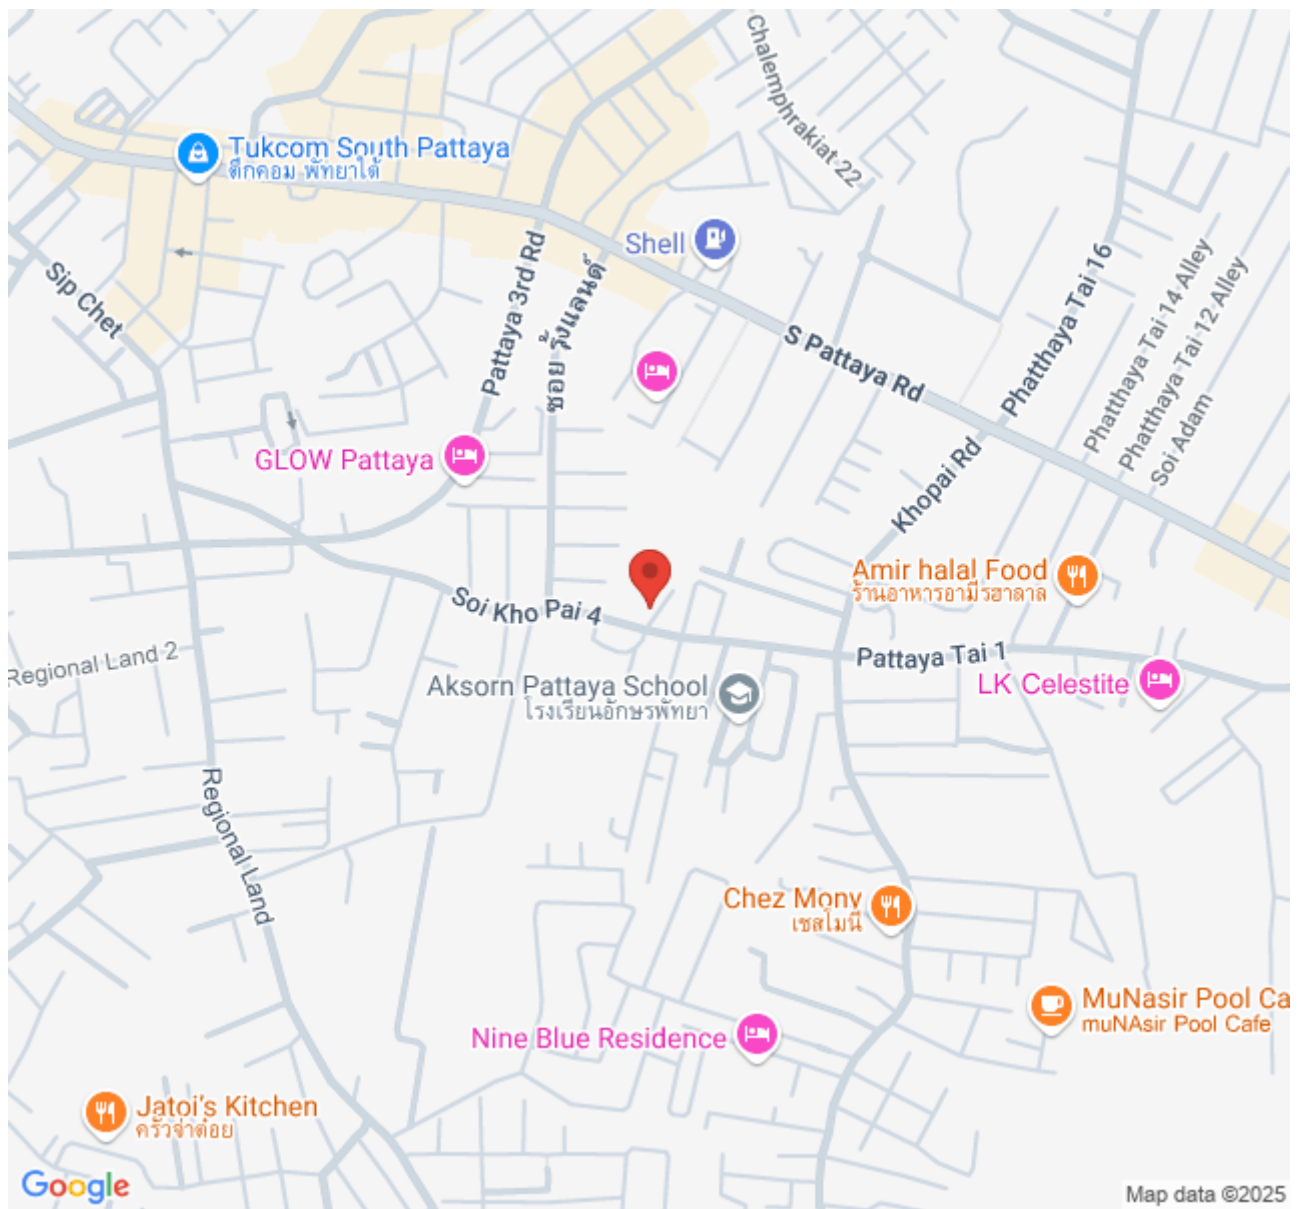 Chalemphrakiat 22
Tukcom South Pattaya
ตึกคอม พัทยาใต้
Shell
Sip Chet
Pattaya 3rd Rd
ซอย วุ้งแลนด์
S Pattaya Rd
Phatthaya Tai 16
Phatthaya Tai 14 Alley
Phatthaya Tai 12 Alley
Soi Adam
GLOW Pattaya
Khopai Rd
Amir halal Food
ร้านอาหารอามีรฮาลาล
Soi Kho Pai 4
Pattaya Tai 1
Regional Land 2
Aksorn Pattaya School
โรงเรียนอักษรพัทยา
LK Celestite
Regional Land
Chez Mony
เชสโมนี
MuNasir Pool Ca
muNAsir Pool Cafe
Nine Blue Residence
Jatoi's Kitchen
ครัวจ่าต๋อย
Google
Map data ©2025